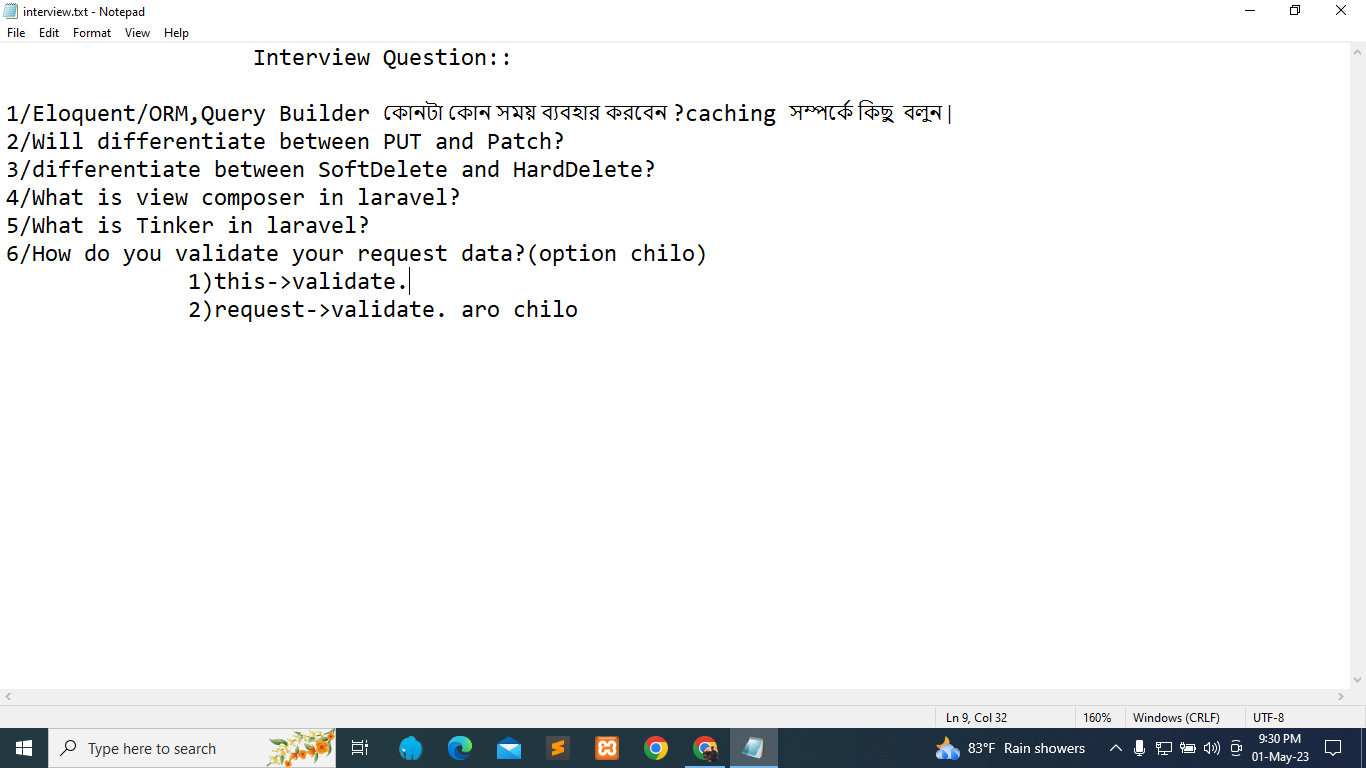 interview.txt - Notepad
File Edit Format View Help
Interview Question::
1/Eloquent/ORM,Query Builder কোনটা কোন সময় ব্যবহার করবেন ?caching সম্পর্কে কিছু বলুন|
2/Will differentiate between PUT and Patch?
3/differentiate between SoftDelete and HardDelete?
4/What is view composer in laravel?
5/What is Tinker in laravel?
6/How do you validate your request data?(option chilo)
1)this->validate.
2)request->validate. aro chilo
Ln 9, Col 32 160% Windows (CRLF) UTF-8
Type here to search 83°F Rain showers 9:30 PM
01-May-23